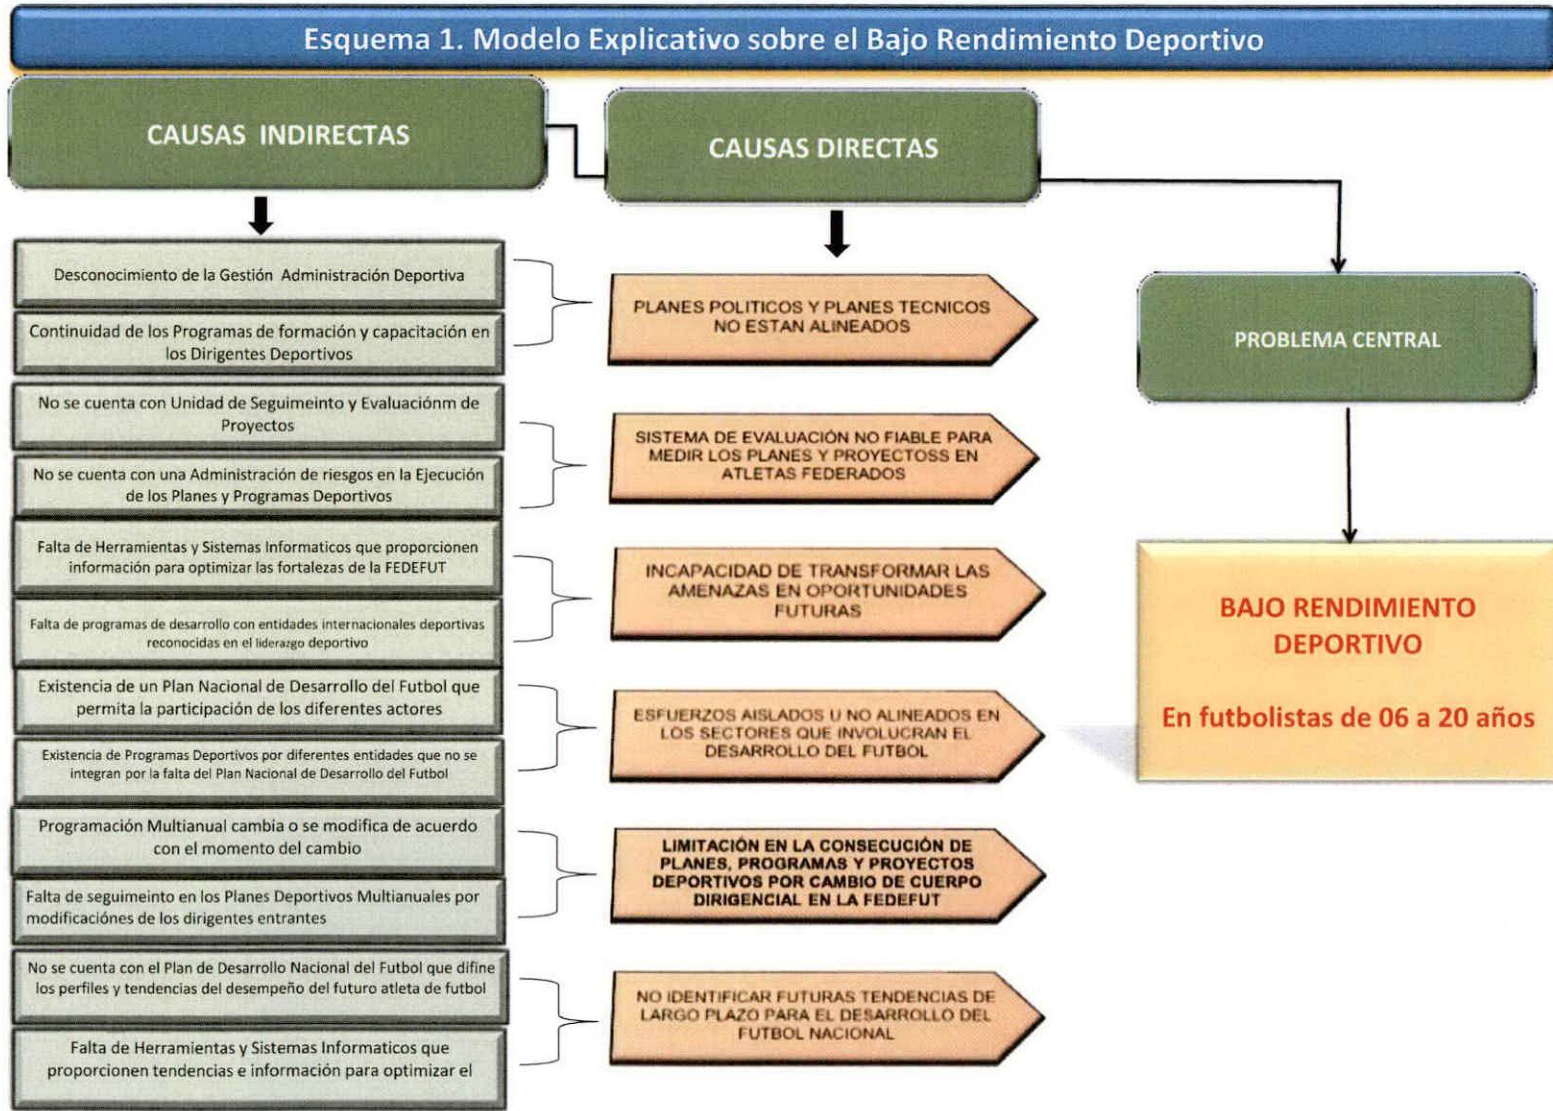 Esquema 1. Modelo Explicativo sobre el Bajo Rendimiento Deportivo
CAUSAS INDIRECTAS
Desconocimiento de la Gestión Administración Deportiva
Continuidad de los Programas de formación y capacitación en
los Dirigentes Deportivos
No se cuenta con Unidad de Seguimeinto y Evaluaciónm de
Proyectos
No se cuenta con una Administración de riesgos en la Ejecución
de los Planes y Programas Deportivos
Falta de Herramientas y Sistemas Informaticos que proporcionen
información para optimizar las fortalezas de la FEDEFUT
Falta de programas de desarrollo con entidades internacionales deportivas
reconocidas en el liderazgo deportivo
Existencia de un Plan Nacional de Desarrollo del Futbol que
permita la participación de los diferentes actores
Existencia de Programas Deportivos por diferentes entidades que no se
integran por la falta del Plan Nacional de Desarrollo del Futbol
Programación Multianual cambia o se modifica de acuerdo
con el momento del cambio
Falta de seguimeinto en los Planes Deportivos Multianuales por
modificaciónes de los dirigentes entrantes
No se cuenta con el Plan de Desarrollo Nacional del Futbol que difine
los perfiles y tendencias del desempeño del futuro atleta de futbol
Falta de Herramientas y Sistemas Informaticos que
proporcionen tendencias e información para optimizar el
CAUSAS DIRECTAS
PLANES POLITICOS Y PLANES TECNICOS
NO ESTAN ALINEADOS
SISTEMA DE EVALUACIÓN NO FIABLE PARA
MEDIR LOS PLANES Y PROYECTOSS EN
ATLETAS FEDERADOS
INCAPACIDAD DE TRANSFORMAR LAS
AMENAZAS EN OPORTUNIDADES
FUTURAS
ESFUERZOS AISLADOS U NO ALINEADOS EN
LOS SECTORES QUE INVOLUCRAN EL
DESARROLLO DEL FUTBOL
LIMITACIÓN EN LA CONSECUCIÓN DE
PLANES, PROGRAMAS Y PROYECTOS
DEPORTIVOS POR CAMBIO DE CUERPO
DIRIGENCIAL EN LA FEDEFUT
NO IDENTIFICAR FUTURAS TENDENCIAS DE
LARGO PLAZO PARA EL DESARROLLO DEL
FUTBOL NACIONAL
PROBLEMA CENTRAL
BAJO RENDIMIENTO
DEPORTIVO
En futbolistas de 06 a 20 años